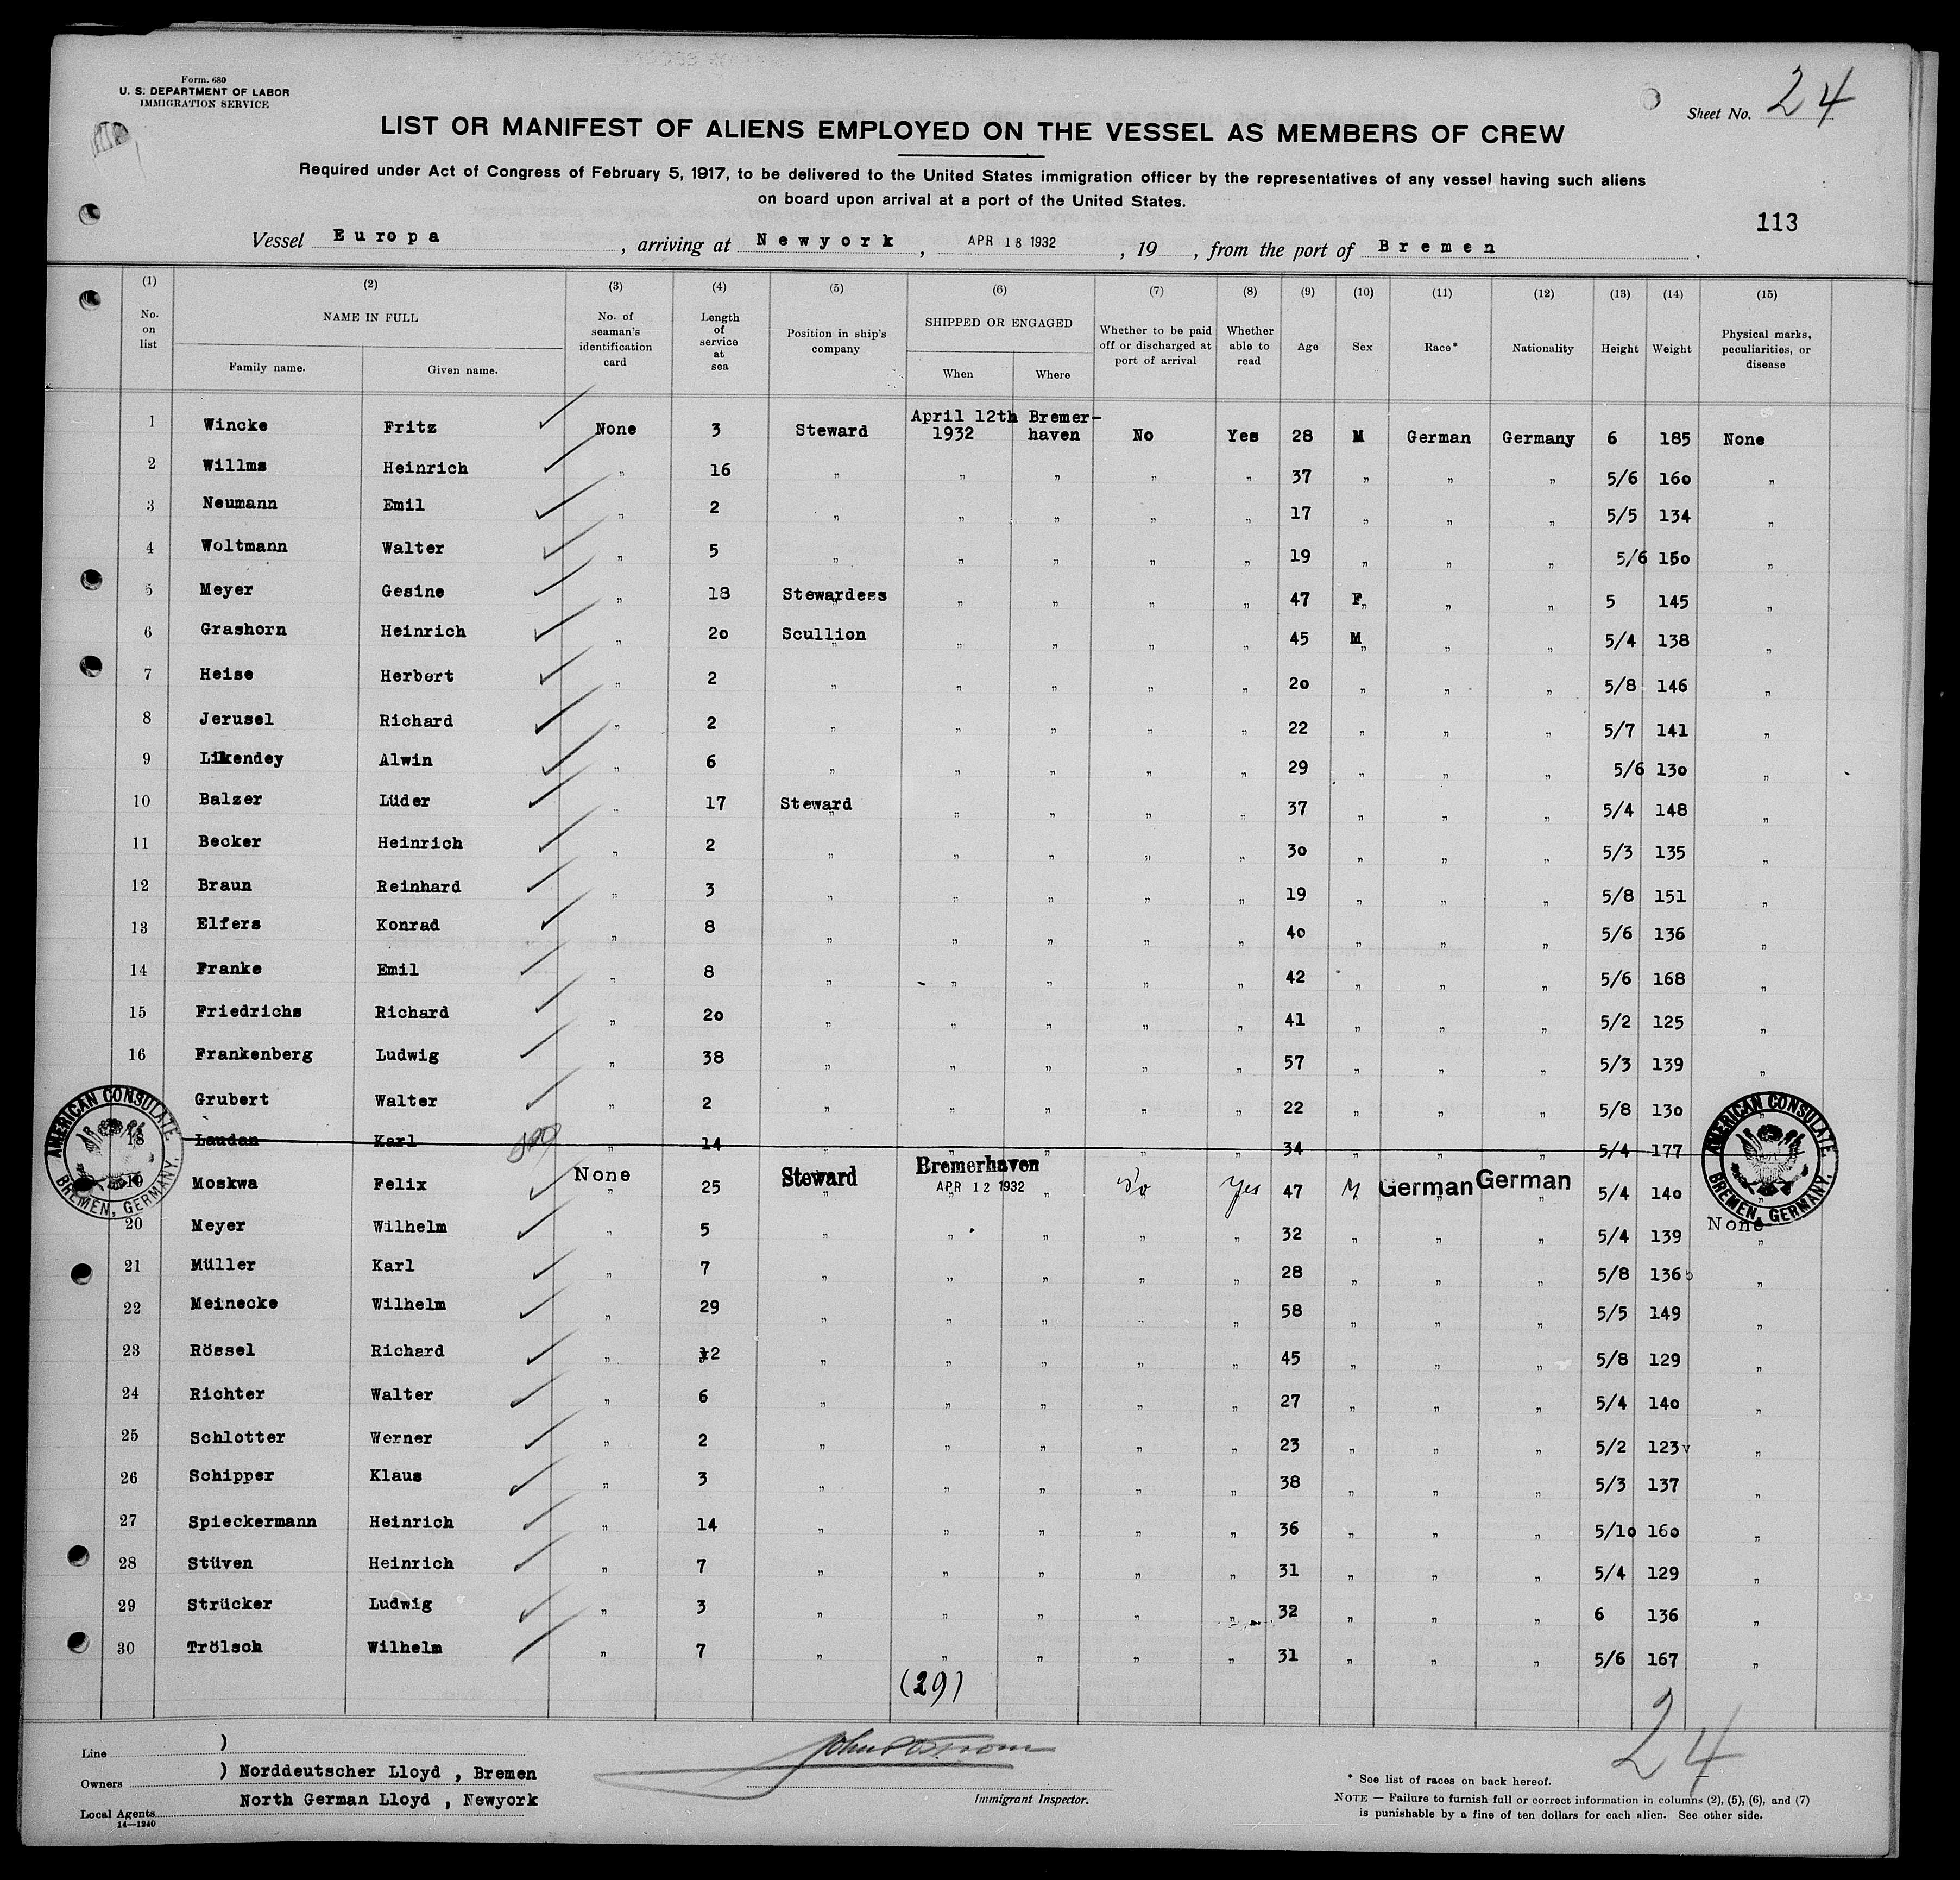 Form. 680
U. S. DEPARTMENT OF LABOR
IMMIGRATION SERVICE
Sheet No. 24
LIST OR MANIFEST OF ALIENS EMPLOYED ON THE VESSEL AS MEMBERS OF CREW
Required under Act of Congress of February 5, 1917, to be delivered to the United States immigration officer by the representatives of any vessel having such aliens
on board upon arrival at a port of the United States.
113
Vessel Europa, arriving at Newyork, APR 18 1932, 19 , from the port of Bremen.
(1) (2) (3) (4) (5) (6) (7) (8) (9) (10) (11) (12) (13) (14) (15)
No. on list NAME IN FULL Family name. Given name. No. of seaman's identification card Length of service at sea Position in ship's company SHIPPED OR ENGAGED When Where Whether to be paid off or discharged at port of arrival Whether able to read Age Sex Race* Nationality Height Weight Physical marks, peculiarities, or disease
1 Wincke Fritz None 3 Steward April 12th 1932 Bremer-haven No Yes 28 M German Germany 6 185 None
2 Willms Heinrich " 16 " " " " " 37 " " " 5/6 160 "
3 Neumann Emil " 2 " " " " " 17 " " " 5/5 134 "
4 Woltmann Walter " 5 " " " " " 19 " " " 5/6 150 "
5 Meyer Gesine " 18 Stewardess " " " " 47 F " " 5 145 "
6 Grashorn Heinrich " 20 Scullion " " " " 45 M " " 5/4 138 "
7 Heise Herbert " 2 " " " " " 20 " " " 5/8 146 "
8 Jerusel Richard " 2 " " " " " 22 " " " 5/7 141 "
9 Likendey Alwin " 6 " " " " " 29 " " " 5/6 130 "
10 Balzer Lüder " 17 Steward " " " " 37 " " " 5/4 148 "
11 Becker Heinrich " 2 " " " " " 30 " " " 5/3 135 "
12 Braun Reinhard " 3 " " " " " 19 " " " 5/8 151 "
13 Elfers Konrad " 8 " " " " " 40 " " " 5/6 136 "
14 Franke Emil " 8 " " " " " 42 " " " 5/6 168 "
15 Friedrichs Richard " 20 " " " " " 41 " " " 5/2 125 "
16 Frankenberg Ludwig " 38 " " " " " 57 " " " 5/3 139 "
Grubert Walter " 2 " " " " " 22 " " " 5/8 130 "
18 Laudan Karl " 14 " " " " " 34 " " " 5/4 177
19 Moskwa Felix None 25 Steward Bremerhaven APR 12 1932 No Yes 47 M German German 5/4 140 None
20 Meyer Wilhelm " 5 " " " " " 32 " " " 5/4 139 "
21 Müller Karl " 7 " " " " " 28 " " " 5/8 136 "
22 Meinecke Wilhelm " 29 " " " " " 58 " " " 5/5 149 "
23 Rössel Richard " 12 " " " " " 45 " " " 5/8 129 "
24 Richter Walter " 6 " " " " " 27 " " " 5/4 140 "
25 Schlotter Werner " 2 " " " " " 23 " " " 5/2 123 "
26 Schipper Klaus " 3 " " " " " 38 " " " 5/3 137 "
27 Spieckermann Heinrich " 14 " " " " " 36 " " " 5/10 160 "
28 Stüven Heinrich " 7 " " " " " 31 " " " 5/4 129 "
29 Strücker Ludwig " 3 " " " " " 32 " " " 6 136 "
30 Trölsch Wilhelm " 7 " " " " " 31 " " " 5/6 167 "
AMERICAN CONSULATE BREMEN, GERMANY.
AMERICAN CONSULATE BREMEN, GERMANY.
(29)
24
Line )
Owners ) Norddeutscher Lloyd , Bremen
Local Agents North German Lloyd , Newyork
14—1240
Immigrant Inspector.
* See list of races on back hereof.
NOTE — Failure to furnish full or correct information in columns (2), (5), (6), and (7)
is punishable by a fine of ten dollars for each alien. See other side.